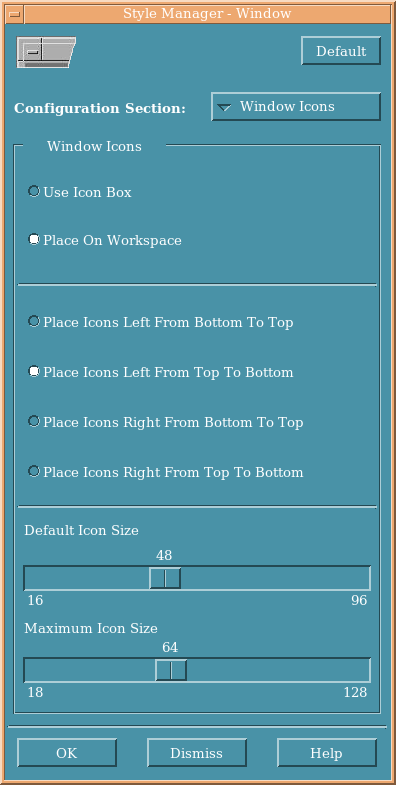 Style Manager - Window
Default
Configuration Section:
Window Icons
Window Icons
Use Icon Box
Place On Workspace
Place Icons Left From Bottom To Top
Place Icons Left From Top To Bottom
Place Icons Right From Bottom To Top
Place Icons Right From Top To Bottom
Default Icon Size
48
16 96
Maximum Icon Size
64
18 128
OK Dismiss Help